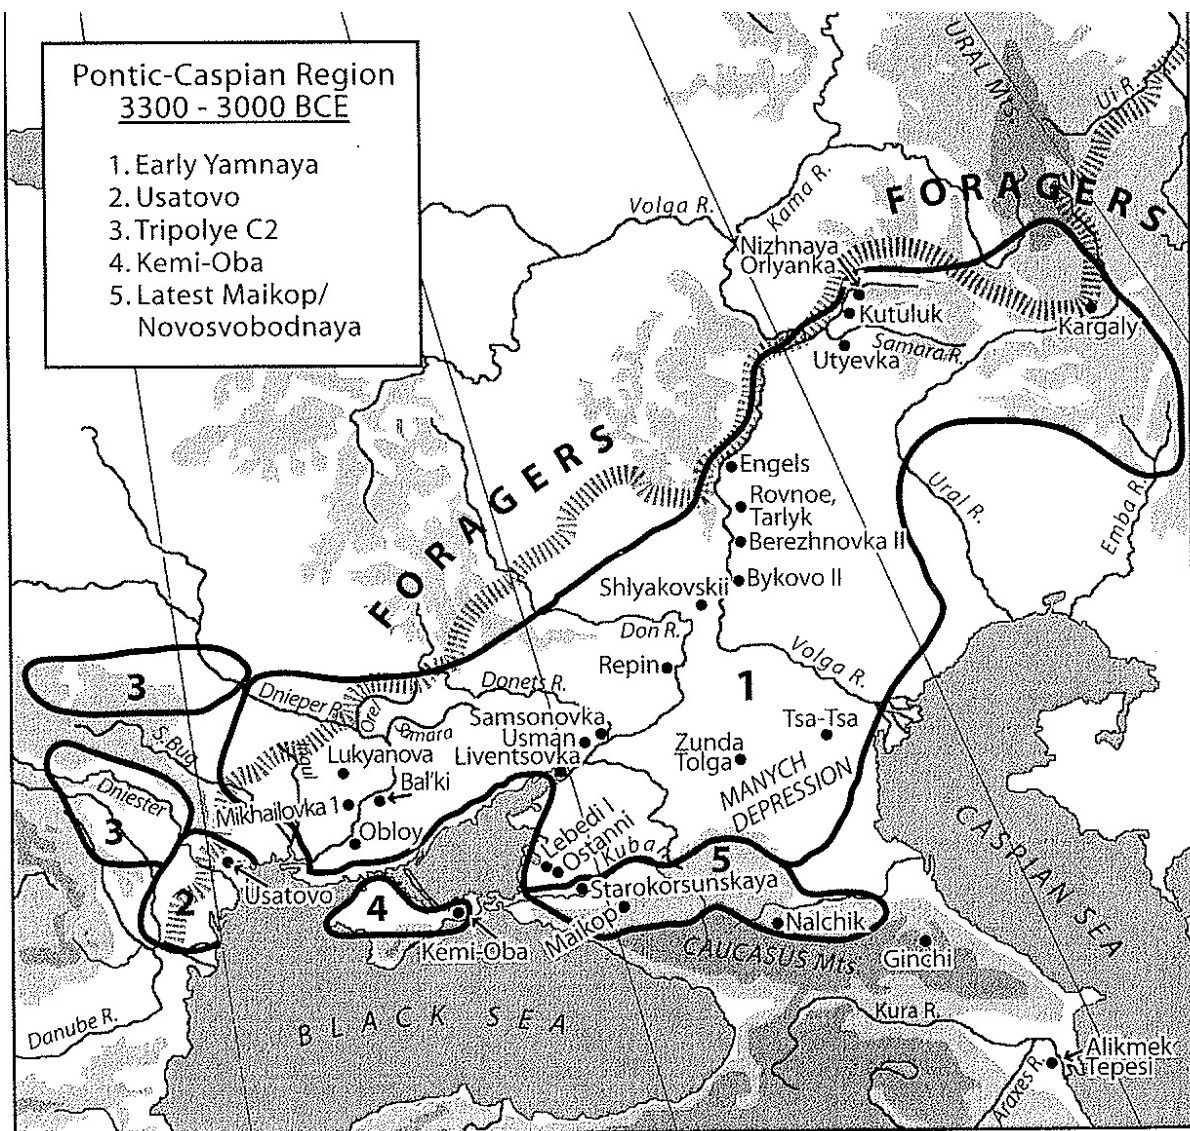 Pontic-Caspian Region
3300 - 3000 BCE
1. Early Yamnaya
2. Usatovo
3. Tripolye C2
4. Kemi-Oba
5. Latest Maikop/
Novosvobodnaya
URAL Mts.
Ui R.
FORAGERS
Kama R.
Volga R.
Nizhnaya
Orlyanka
Kutuluk
Kargaly
Samara R.
Utyevka
FORAGERS
Engels
Rovnoe,
Tarlyk
Berezhnovka II
Bykovo II
Shlyakovskii
Ural R.
Emba R.
Don R.
Repin
Volga R.
1
3
Dnieper R.
Orel
Donets R.
Samara
Samsonovka
Usman
Liventsovka
Tsa-Tsa
Zunda
Tolga
MANYCH
DEPRESSION
S. Bug
Ingul
Lukyanova
Bal'ki
Mikhailovka 1
Obloy
Dniester
3
Lebedi I
Ostanni
Kuban
5
CASPIAN SEA
Usatovo
2
4
Kemi-Oba
Starokorsunskaya
Maikop
Nalchik
CAUCASUS Mts.
Ginchi
Danube R.
BLACK SEA
Kura R.
Araxes R.
Alikmek
Tepesi